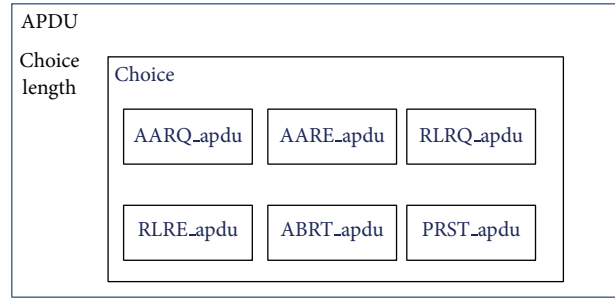 APDU
Choice
length
Choice
AARQ_apdu
AARE_apdu
RLRQ_apdu
RLRE_apdu
ABRT_apdu
PRST_apdu